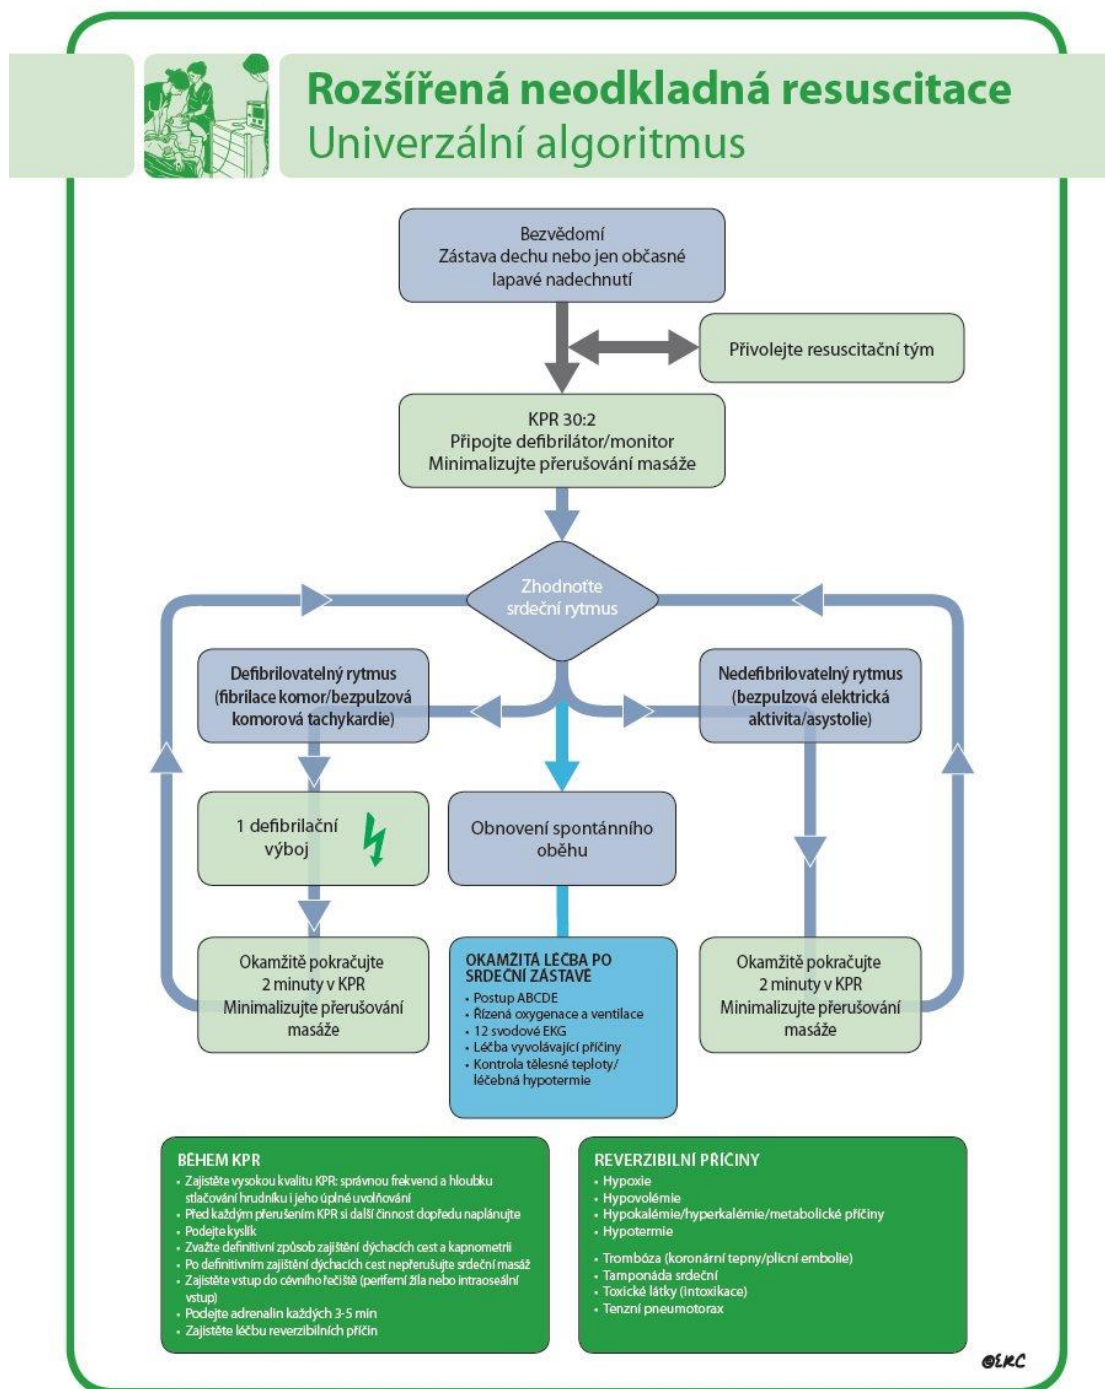 Rozšířená neodkladná resuscitace
Univerzální algoritmus
Bezvědomí
Zástava dechu nebo jen občasné
lapavé nadechnutí
Přivolejte resuscitační tým
KPR 30:2
Připojte defibrilátor/monitor
Minimalizujte přerušování masáže
Zhodnoťte
srdeční rytmus
Defibrilovatelný rytmus
(fibrilace komor/bezpulzová
komorová tachykardie)
Nedefibrilovatelný rytmus
(bezpulzová elektrická
aktivita/asystolie)
1 defibrilační
výboj
Obnovení spontánního
oběhu
Okamžitě pokračujte
2 minuty v KPR
Minimalizujte přerušování
masáže
OKAMŽITÁ LÉČBA PO
SRDEČNÍ ZÁSTAVĚ
• Postup ABCDE
• Řízená oxygenace a ventilace
• 12 svodové EKG
• Léčba vyvolávající příčiny
• Kontrola tělesné teploty/
léčebná hypotermie
Okamžitě pokračujte
2 minuty v KPR
Minimalizujte přerušování
masáže
BĚHEM KPR
• Zajistěte vysokou kvalitu KPR: správnou frekvenci a hloubku
stlačování hrudníku i jeho úplné uvolňování
• Před každým přerušením KPR si další činnost dopředu naplánujte
• Podejte kyslík
• Zvažte definitivní způsob zajištění dýchacích cest a kapnometrii
• Po definitivním zajištění dýchacích cest nepřerušujte srdeční masáž
• Zajistěte vstup do cévního řečiště (periferní žíla nebo intraoseální
vstup)
• Podejte adrenalin každých 3-5 min
• Zajistěte léčbu reverzibilních příčin
REVERZIBILNÍ PŘÍČINY
• Hypoxie
• Hypovolémie
• Hypokalémie/hyperkalémie/metabolické příčiny
• Hypotermie
• Trombóza (koronární tepny/plicní embolie)
• Tamponáda srdeční
• Toxické látky (intoxikace)
• Tenzní pneumotorax
@ERC